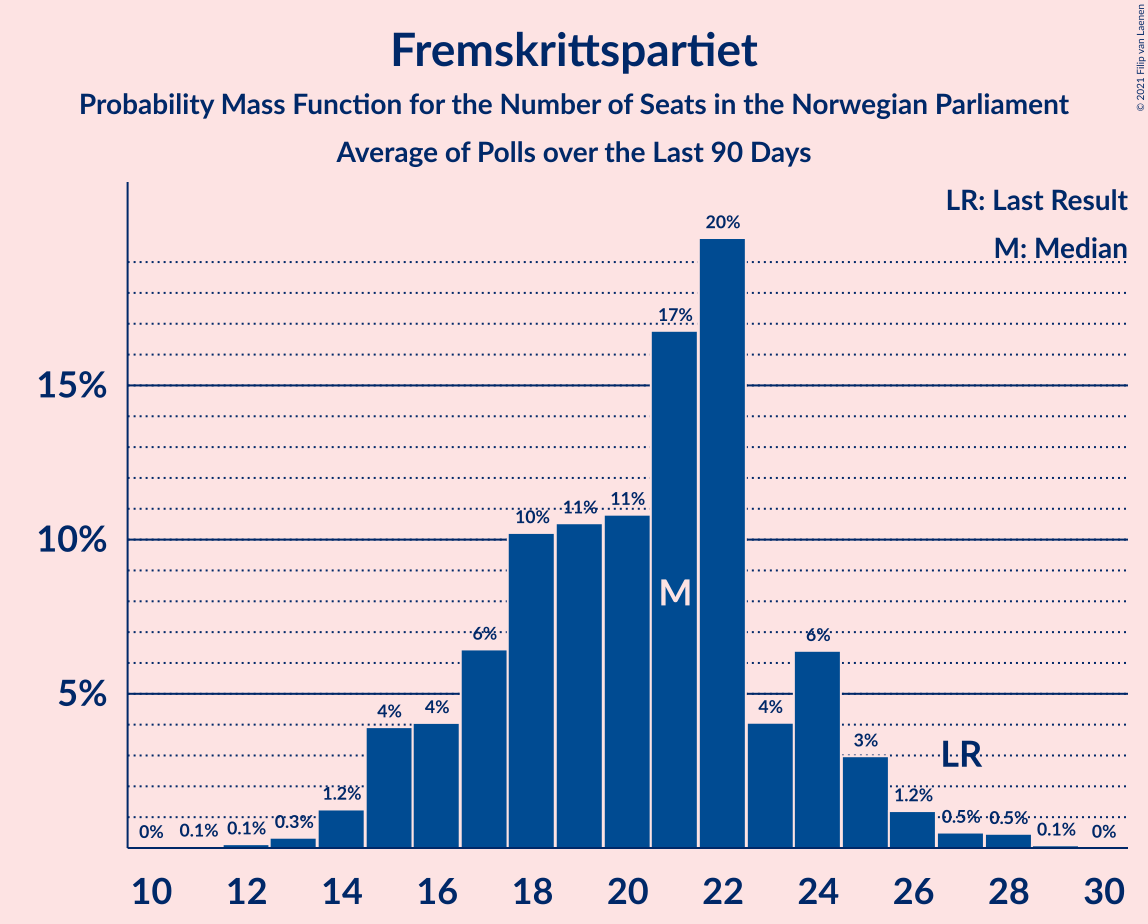 Fremskrittspartiet
Probability Mass Function for the Number of Seats in the Norwegian Parliament
Average of Polls over the Last 90 Days
© 2021 Filip van Laenen
LR: Last Result
M: Median
15%
10%
5%
0%
0.1%
0.1%
0.3%
1.2%
4%
4%
6%
10%
11%
11%
17%
20%
4%
6%
3%
1.2%
0.5%
0.5%
0.1%
0%
M
LR
10 12 14 16 18 20 22 24 26 28 30